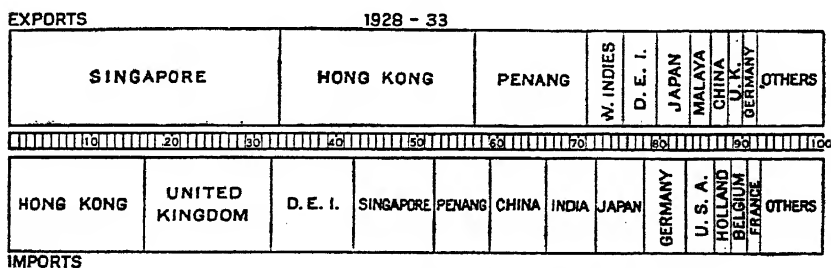 EXPORTS 1928 - 33
SINGAPORE HONG KONG PENANG W. INDIES D. E. I. JAPAN MALAYA CHINA U. K. GERMANY OTHERS
10 20 30 40 50 60 70 80 90 100
HONG KONG UNITED KINGDOM D. E. I. SINGAPORE PENANG CHINA INDIA JAPAN GERMANY U. S. A. HOLLAND BELGIUM FRANCE OTHERS
IMPORTS